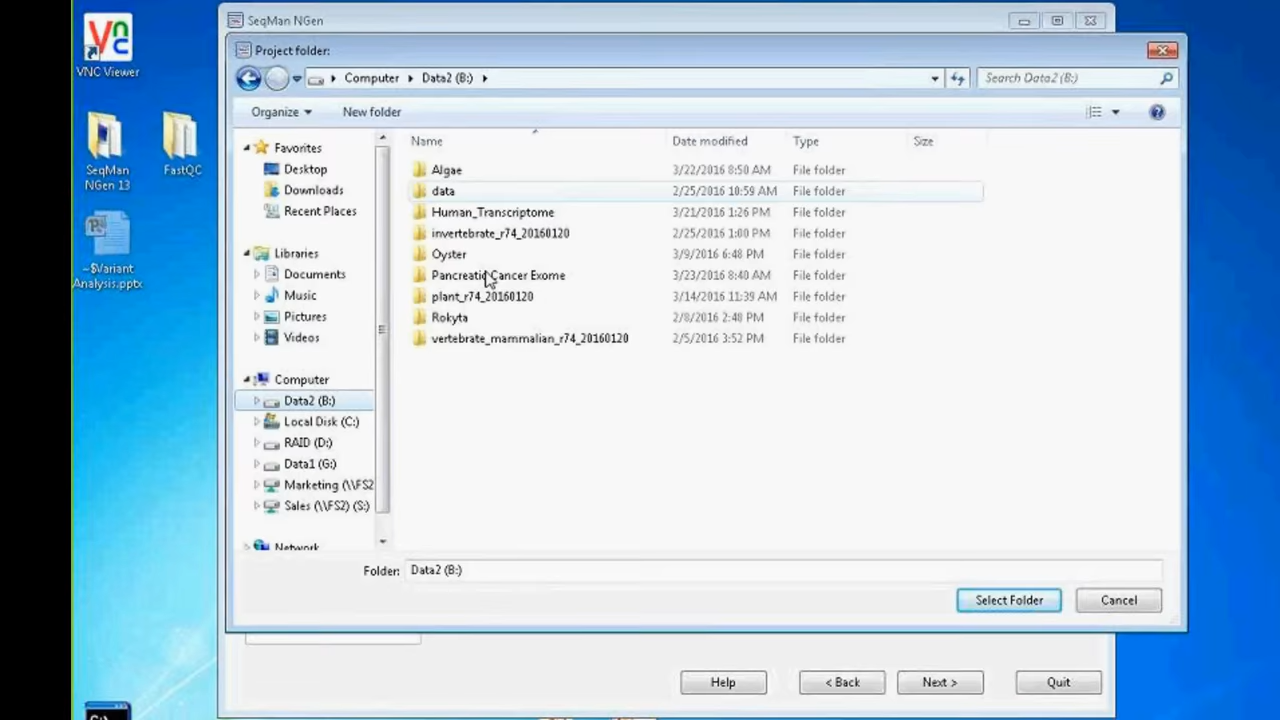 VNC Viewer
SeqMan NGen 13
FastQC
~$Variant Analysis.pptx
SeqMan NGen
Project folder:
Computer Data2 (B:)
Search Data2 (B:)
Organize New folder
Favorites
Desktop
Downloads
Recent Places
Libraries
Documents
Music
Pictures
Videos
Computer
Data2 (B:)
Local Disk (C:)
RAID (D:)
Data1 (G:)
Marketing (\\FS2
Sales (\\FS2) (S:)
Network
Name Date modified Type Size
Algae 3/22/2016 8:50 AM File folder
data 2/25/2016 10:59 AM File folder
Human_Transcriptome 3/21/2016 1:26 PM File folder
invertebrate_r74_20160120 2/25/2016 1:00 PM File folder
Oyster 3/9/2016 6:48 PM File folder
Pancreatic Cancer Exome 3/23/2016 8:40 AM File folder
plant_r74_20160120 3/14/2016 11:39 AM File folder
Rokyta 2/8/2016 2:48 PM File folder
vertebrate_mammalian_r74_20160120 2/5/2016 3:52 PM File folder
Folder: Data2 (B:)
Select Folder Cancel
Help < Back Next > Quit